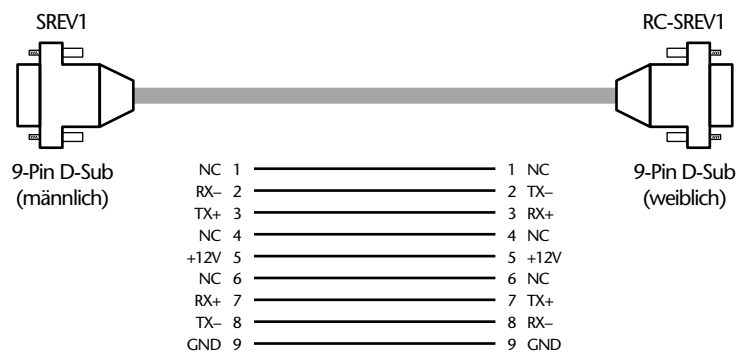 SREV1 RC-SREV1
9-Pin D-Sub
(männlich)
9-Pin D-Sub
(weiblich)
NC 1 1 NC
RX– 2 2 TX–
TX+ 3 3 RX+
NC 4 4 NC
+12V 5 5 +12V
NC 6 6 NC
RX+ 7 7 TX+
TX– 8 8 RX–
GND 9 9 GND